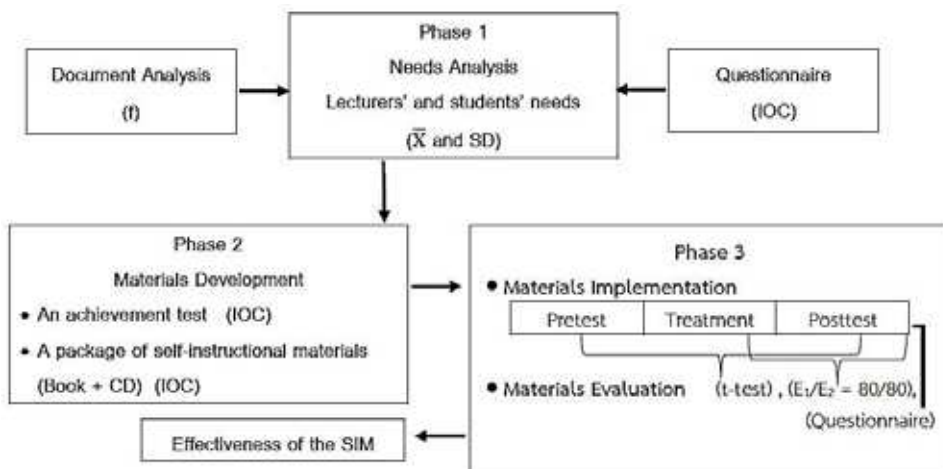 Phase 1
Needs Analysis
Lecturers' and students' needs
(X̄ and SD)
Document Analysis
(f)
Questionnaire
(IOC)
Phase 2
Materials Development
• An achievement test (IOC)
• A package of self-instructional materials
(Book + CD) (IOC)
Phase 3
● Materials Implementation
Pretest Treatment Posttest
● Materials Evaluation (t-test) , (E₁/E₂ = 80/80),
(Questionnaire)
Effectiveness of the SIM